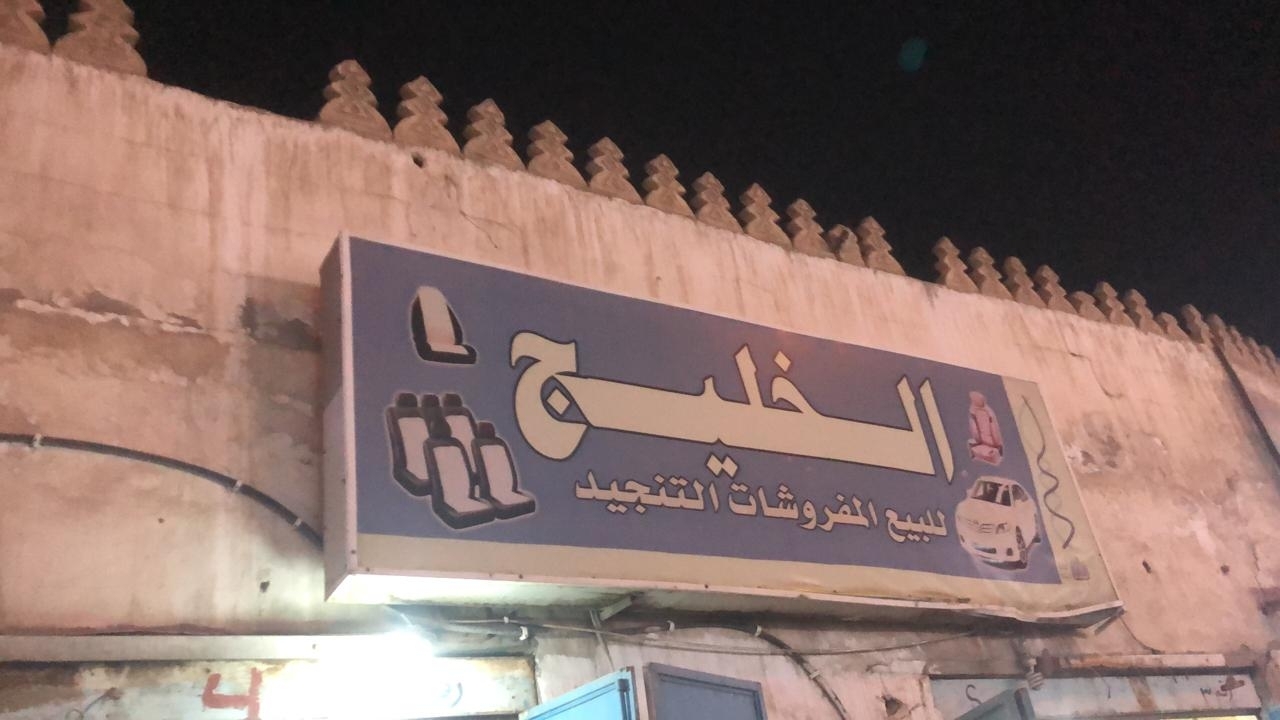 الخليج
للبيع المفروشات التنجيد